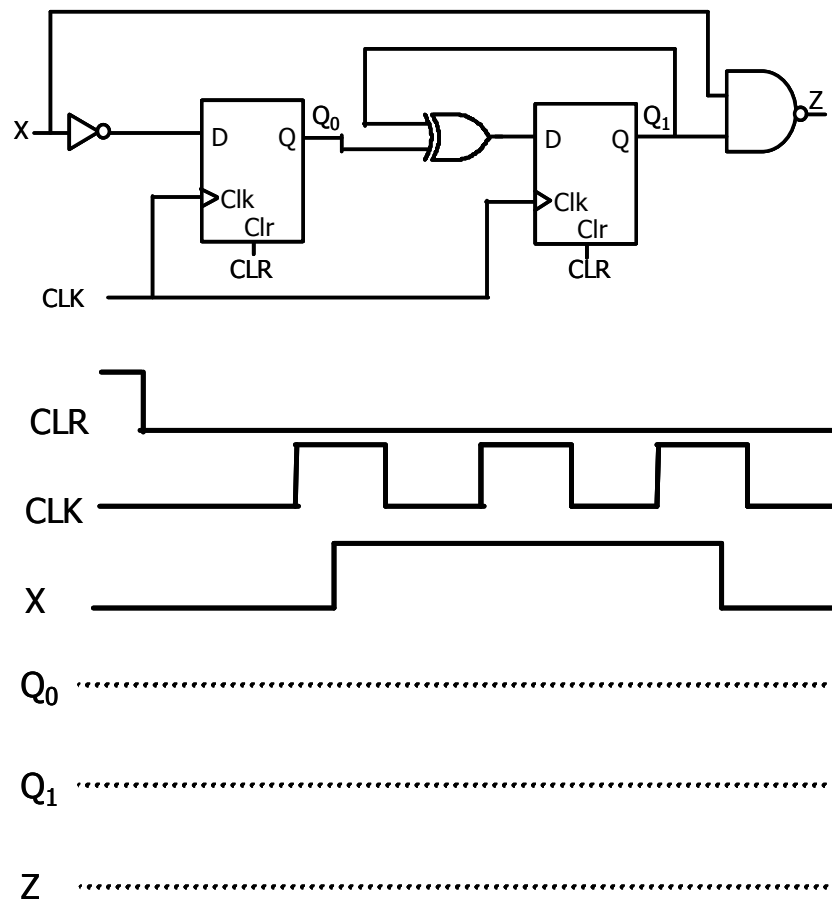 Q₀ Q₁ Z
X D Q D Q
Clk Clk
Clr Clr
CLR CLR
CLK
CLR
CLK
X
Q₀
Q₁
Z